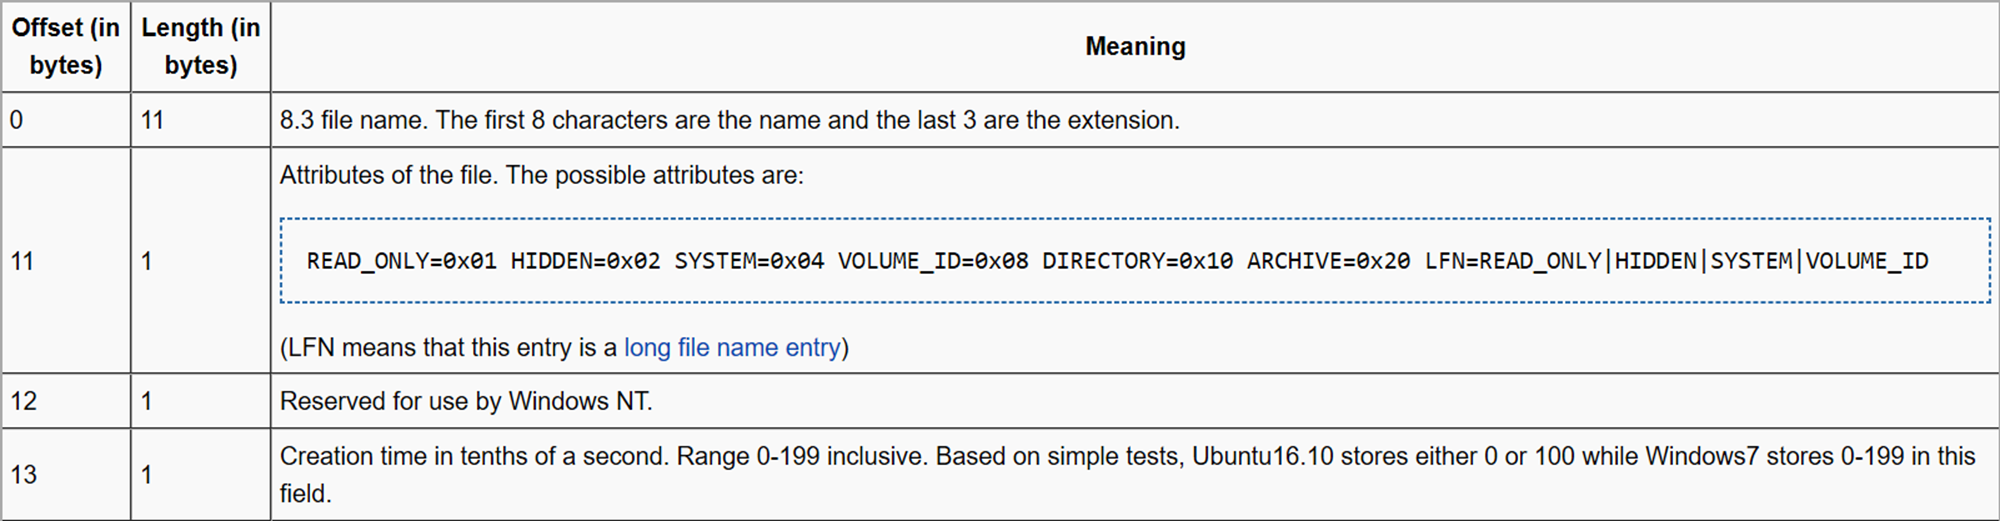 Offset (in
bytes)
Length (in
bytes)
Meaning
0
11
8.3 file name. The first 8 characters are the name and the last 3 are the extension.
11
1
Attributes of the file. The possible attributes are:
READ_ONLY=0x01 HIDDEN=0x02 SYSTEM=0x04 VOLUME_ID=0x08 DIRECTORY=0x10 ARCHIVE=0x20 LFN=READ_ONLY|HIDDEN|SYSTEM|VOLUME_ID
(LFN means that this entry is a long file name entry)
12
1
Reserved for use by Windows NT.
13
1
Creation time in tenths of a second. Range 0-199 inclusive. Based on simple tests, Ubuntu16.10 stores either 0 or 100 while Windows7 stores 0-199 in this
field.